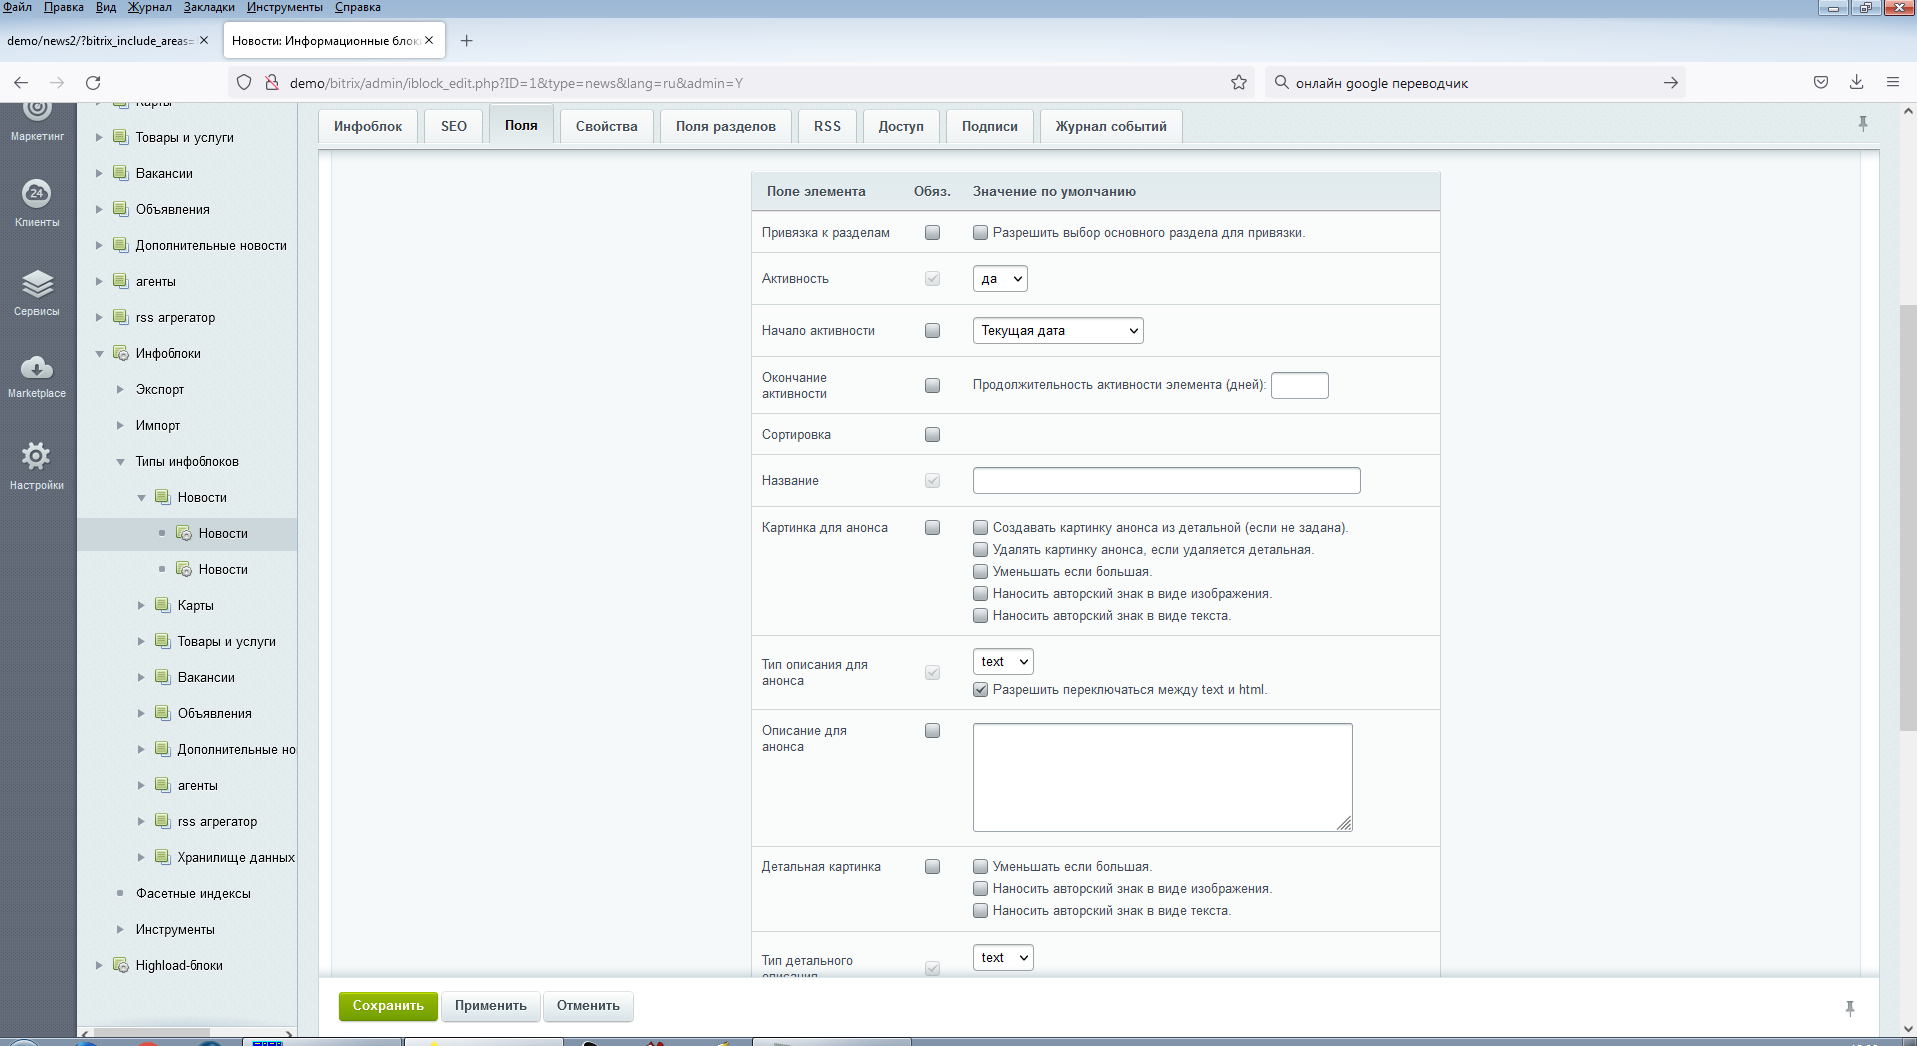 Файл Правка Вид Журнал Закладки Инструменты Справка
demo/news2/?bitrix_include_areas=
Новости: Информационные блок
demo/bitrix/admin/iblock_edit.php?ID=1&type=news&lang=ru&admin=Y
онлайн google переводчик
Маркетинг
24
Клиенты
Сервисы
Marketplace
Настройки
Карты
Товары и услуги
Вакансии
Объявления
Дополнительные новости
агенты
rss агрегатор
Инфоблоки
Экспорт
Импорт
Типы инфоблоков
Новости
Новости
Новости
Карты
Товары и услуги
Вакансии
Объявления
Дополнительные но
агенты
rss агрегатор
Хранилище данных
Фасетные индексы
Инструменты
Highload-блоки
Инфоблок SEO Поля Свойства Поля разделов RSS Доступ Подписи Журнал событий
Поле элемента Обяз. Значение по умолчанию
Привязка к разделам Разрешить выбор основного раздела для привязки.
Активность да
Начало активности Текущая дата
Окончание
активности
Продолжительность активности элемента (дней):
Сортировка
Название
Картинка для анонса Создавать картинку анонса из детальной (если не задана).
Удалять картинку анонса, если удаляется детальная.
Уменьшать если большая.
Наносить авторский знак в виде изображения.
Наносить авторский знак в виде текста.
Тип описания для
анонса
text
Разрешить переключаться между text и html.
Описание для
анонса
Детальная картинка Уменьшать если большая.
Наносить авторский знак в виде изображения.
Наносить авторский знак в виде текста.
Тип детального
описания
text
Сохранить Применить Отменить